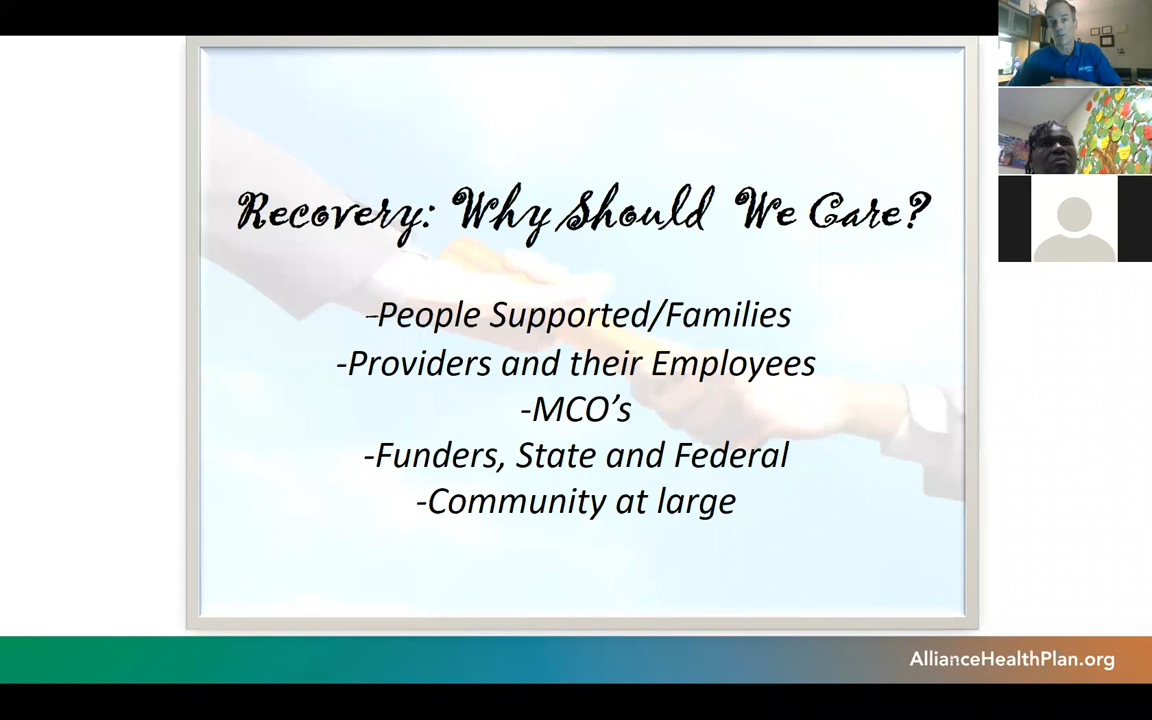 Recovery: Why Should We Care?
-People Supported/Families
-Providers and their Employees
-MCO’s
-Funders, State and Federal
-Community at large
AllianceHealthPlan.org